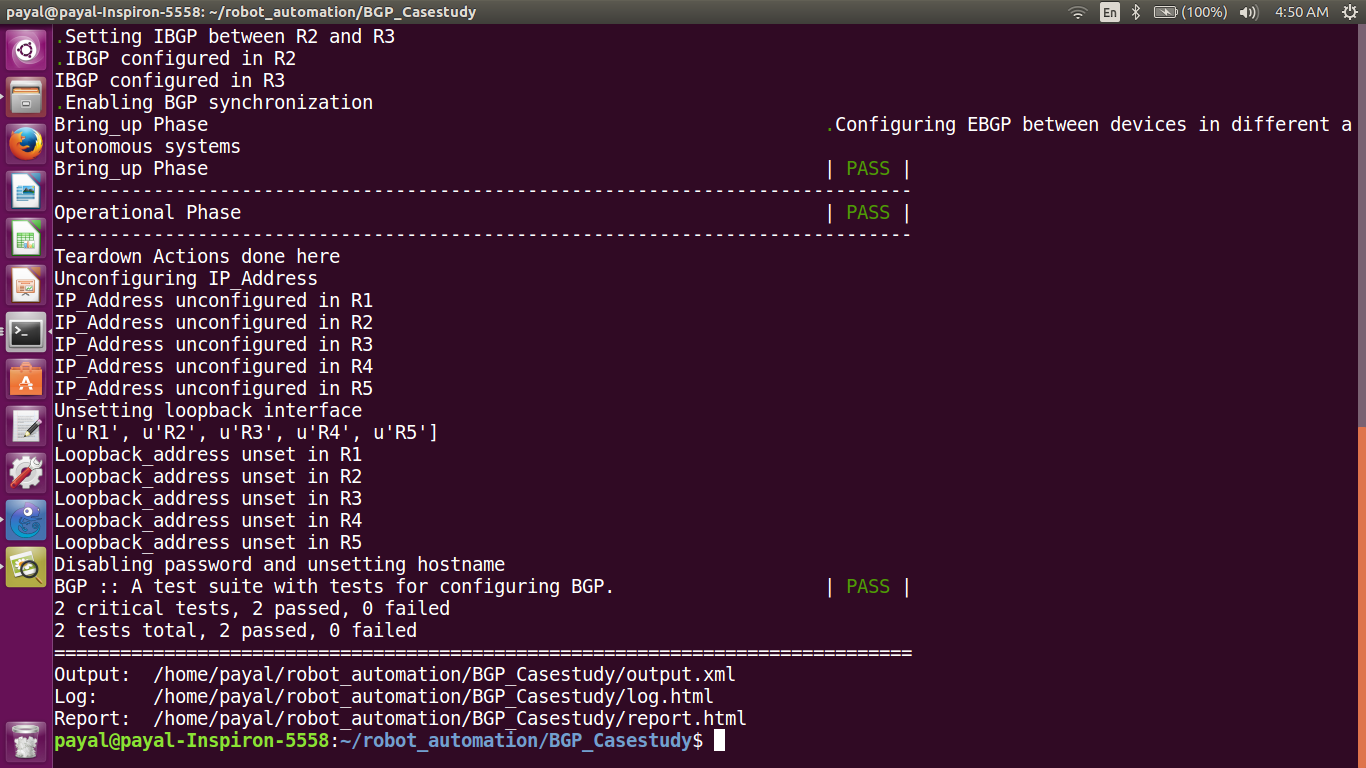 payal@payal-Inspiron-5558: ~/robot_automation/BGP_Casestudy
En
(100%)
4:50 AM
.Setting IBGP between R2 and R3
.IBGP configured in R2
IBGP configured in R3
.Enabling BGP synchronization
Bring_up Phase .Configuring EBGP between devices in different a
utonomous systems
Bring_up Phase | PASS |
------------------------------------------------------------------------------
Operational Phase | PASS |
------------------------------------------------------------------------------
Teardown Actions done here
Unconfiguring IP_Address
IP_Address unconfigured in R1
IP_Address unconfigured in R2
IP_Address unconfigured in R3
IP_Address unconfigured in R4
IP_Address unconfigured in R5
Unsetting loopback interface
[u'R1', u'R2', u'R3', u'R4', u'R5']
Loopback_address unset in R1
Loopback_address unset in R2
Loopback_address unset in R3
Loopback_address unset in R4
Loopback_address unset in R5
Disabling password and unsetting hostname
BGP :: A test suite with tests for configuring BGP. | PASS |
2 critical tests, 2 passed, 0 failed
2 tests total, 2 passed, 0 failed
==============================================================================
Output:  /home/payal/robot_automation/BGP_Casestudy/output.xml
Log:     /home/payal/robot_automation/BGP_Casestudy/log.html
Report:  /home/payal/robot_automation/BGP_Casestudy/report.html
payal@payal-Inspiron-5558:~/robot_automation/BGP_Casestudy$